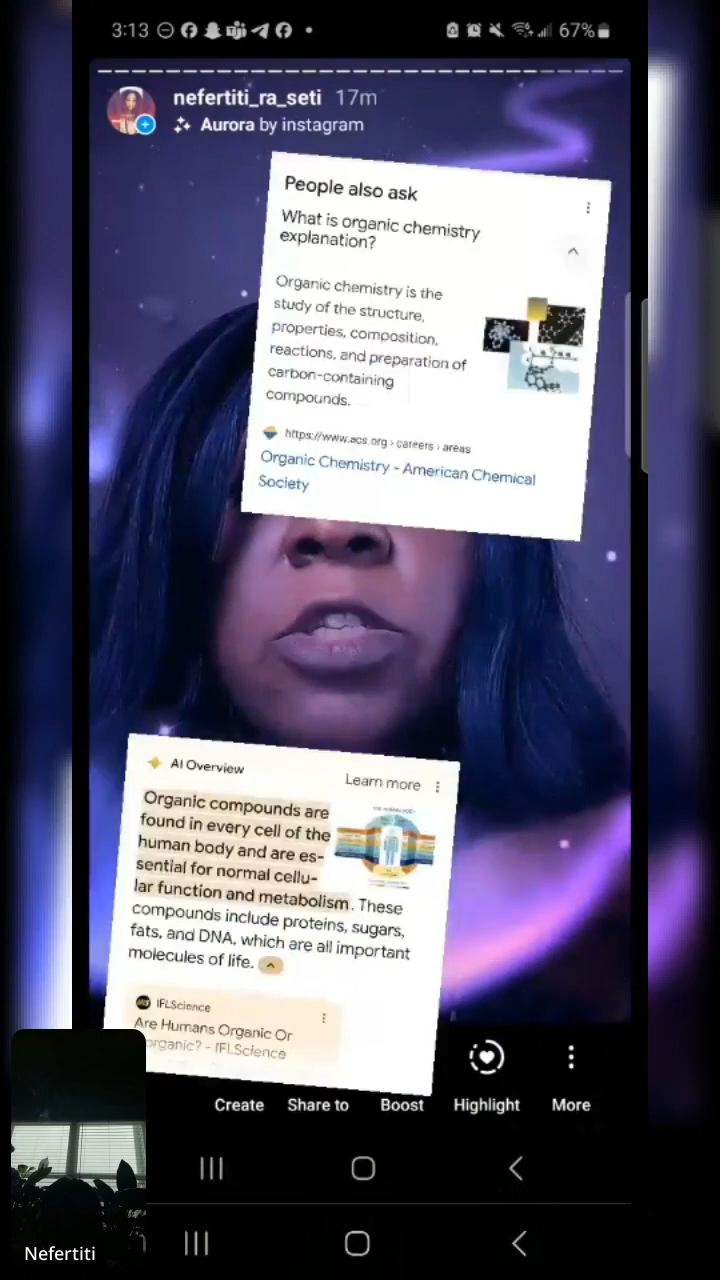 3:13
67%
nefertiti_ra_seti 17m
Aurora by instagram
People also ask
What is organic chemistry
explanation?
Organic chemistry is the
study of the structure,
properties, composition,
reactions, and preparation of
carbon-containing
compounds.
https://www.acs.org › careers › areas
Organic Chemistry - American Chemical
Society
AI Overview
Learn more
Organic compounds are
found in every cell of the
human body and are es-
sential for normal cellu-
lar function and metabolism. These
compounds include proteins, sugars,
fats, and DNA, which are all important
molecules of life.
IFLScience
Are Humans Organic Or
organic? - IFLScience
Create Share to Boost Highlight More
Nefertiti